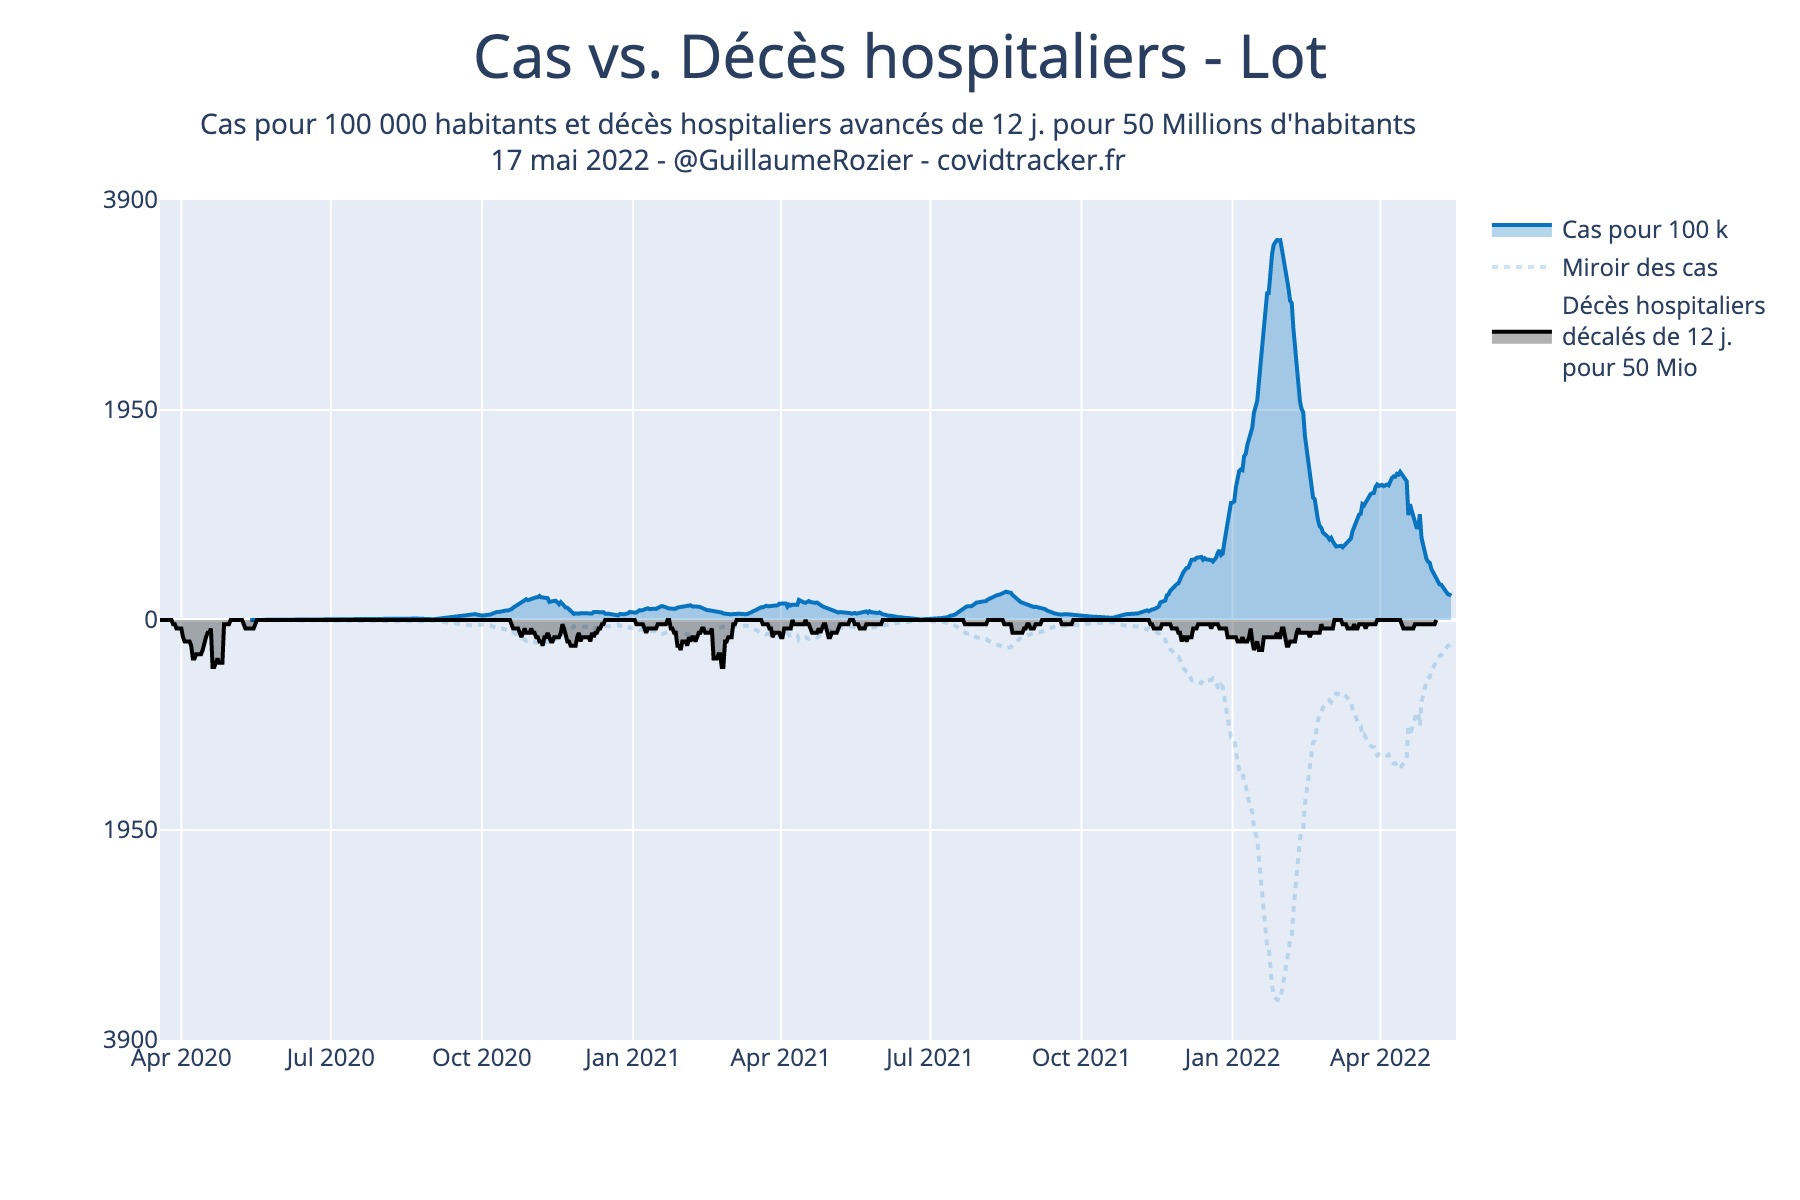 Cas vs. Décès hospitaliers - Lot
Cas pour 100 000 habitants et décès hospitaliers avancés de 12 j. pour 50 Millions d'habitants
17 mai 2022 - @GuillaumeRozier - covidtracker.fr
3900
1950
0
1950
3900
Apr 2020
Jul 2020
Oct 2020
Jan 2021
Apr 2021
Jul 2021
Oct 2021
Jan 2022
Apr 2022
Cas pour 100 k
Miroir des cas
Décès hospitaliers
décalés de 12 j.
pour 50 Mio